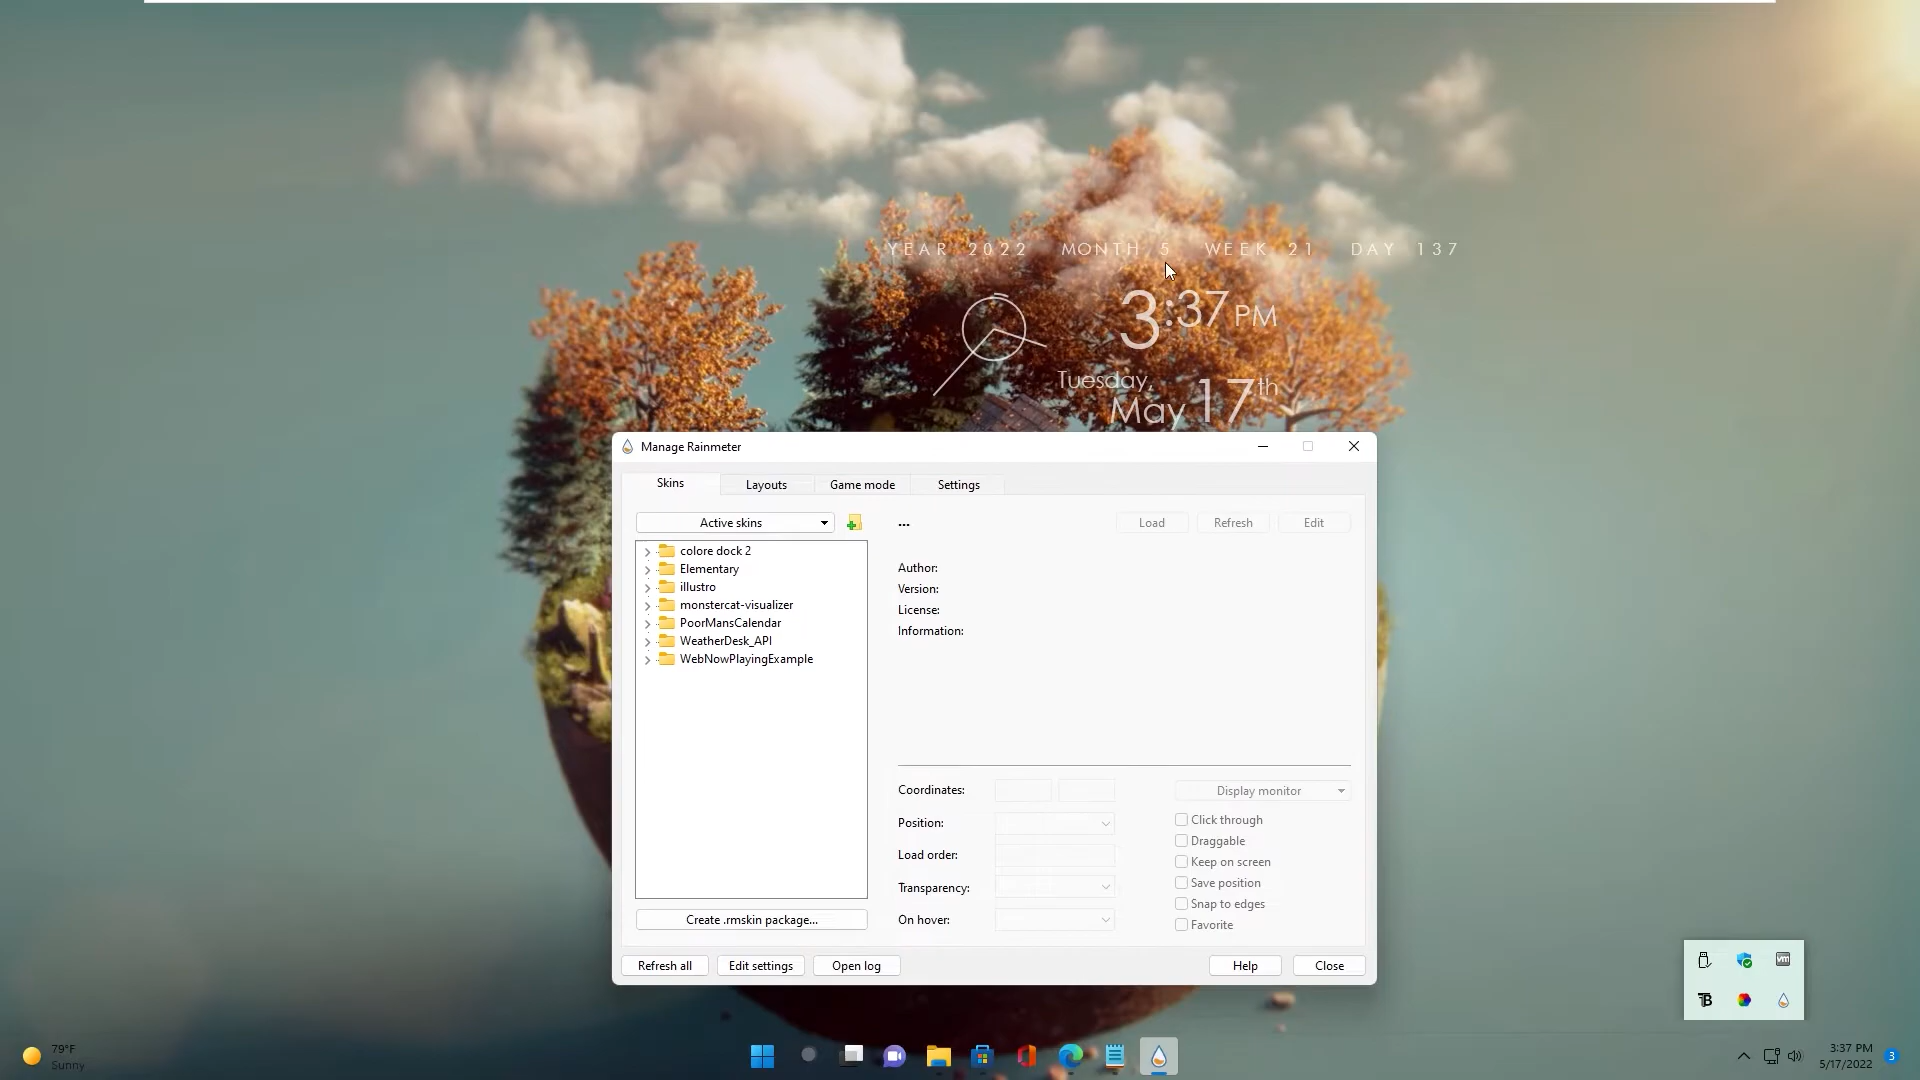 YEAR 2022 MONTH 5 WEEK 21 DAY 137
3:37 PM
Tuesday,
May 17th
Manage Rainmeter
Skins
Layouts
Game mode
Settings
Active skins
...
Load
Refresh
Edit
colore dock 2
Elementary
illustro
monstercat-visualizer
PoorMansCalendar
WeatherDesk_API
WebNowPlayingExample
Author:
Version:
License:
Information:
Coordinates:
Display monitor
Position:
Click through
Draggable
Load order:
Keep on screen
Transparency:
Save position
Snap to edges
On hover:
Favorite
Create .rmskin package...
Refresh all
Edit settings
Open log
Help
Close
vm
TB
79°F
Sunny
3:37 PM
5/17/2022
3